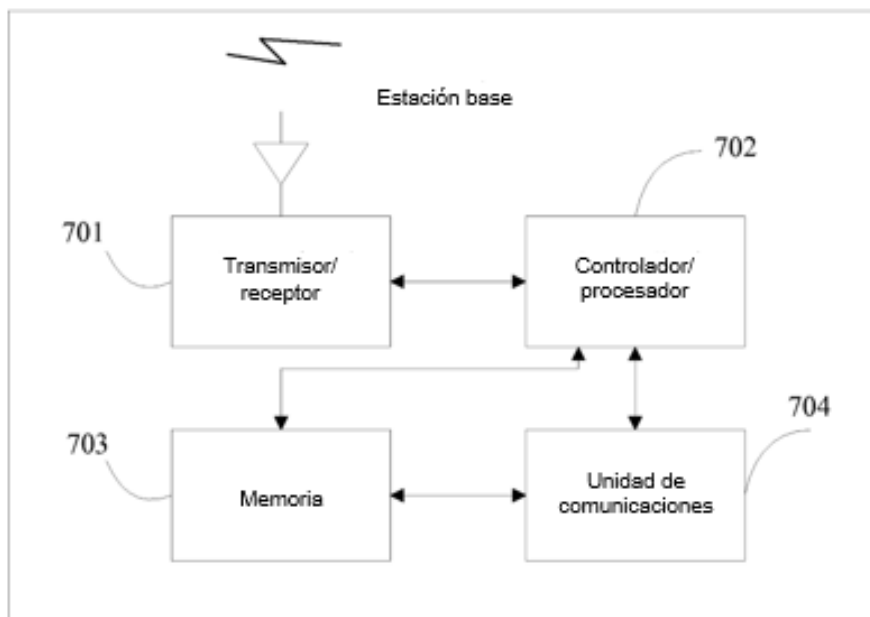 Estación base
702
701
Transmisor/
receptor
Controlador/
procesador
703
704
Memoria
Unidad de
comunicaciones